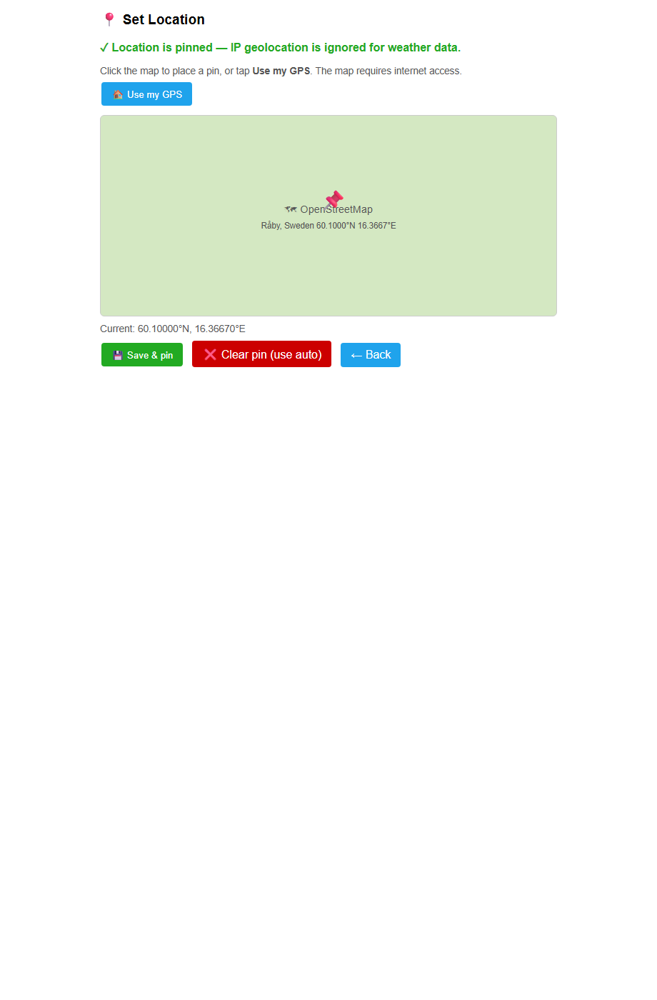 Set Location
✓ Location is pinned — IP geolocation is ignored for weather data.
Click the map to place a pin, or tap Use my GPS. The map requires internet access.
Use my GPS
OpenStreetMap
Råby, Sweden 60.1000°N 16.3667°E
Current: 60.10000°N, 16.36670°E
Save & pin
Clear pin (use auto)
← Back